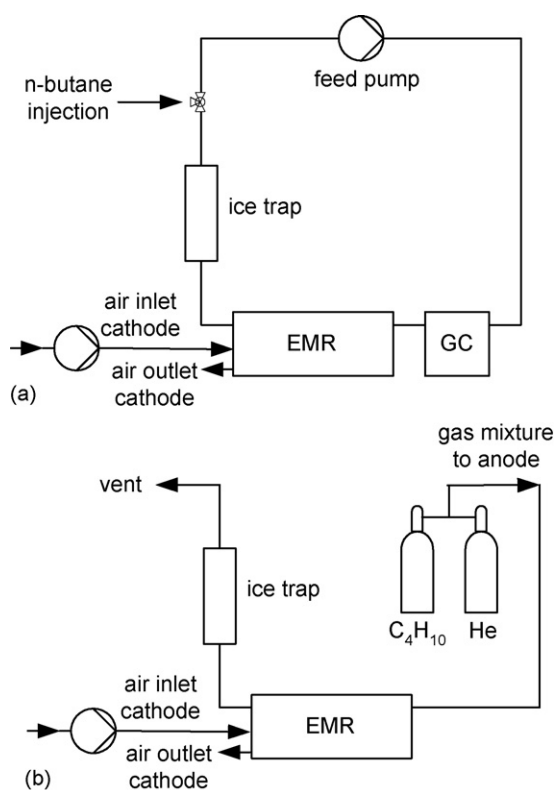 feed pump
n-butane
injection
ice trap
air inlet
cathode
EMR
GC
air outlet
cathode
(a)
gas mixture
to anode
vent
ice trap
C₄H₁₀
He
air inlet
cathode
EMR
air outlet
cathode
(b)